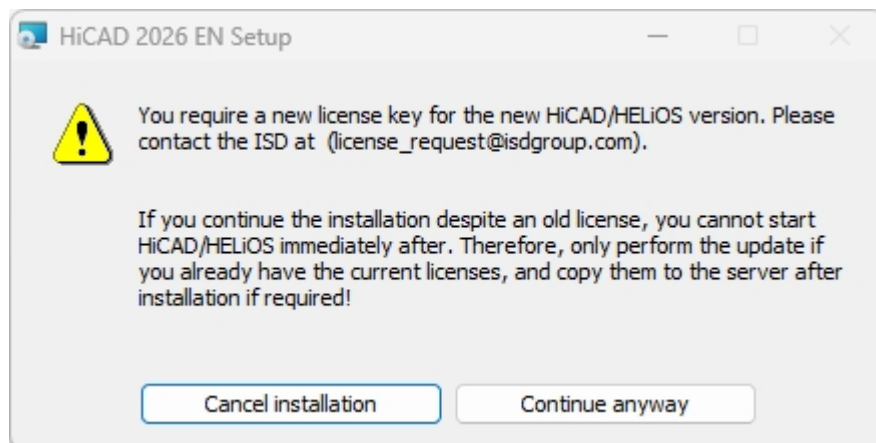 HiCAD 2026 EN Setup
You require a new license key for the new HiCAD/HELiOS version. Please
contact the ISD at  (license_request@isdgroup.com).
If you continue the installation despite an old license, you cannot start
HiCAD/HELiOS immediately after. Therefore, only perform the update if
you already have the current licenses, and copy them to the server after
installation if required!
Cancel installation
Continue anyway